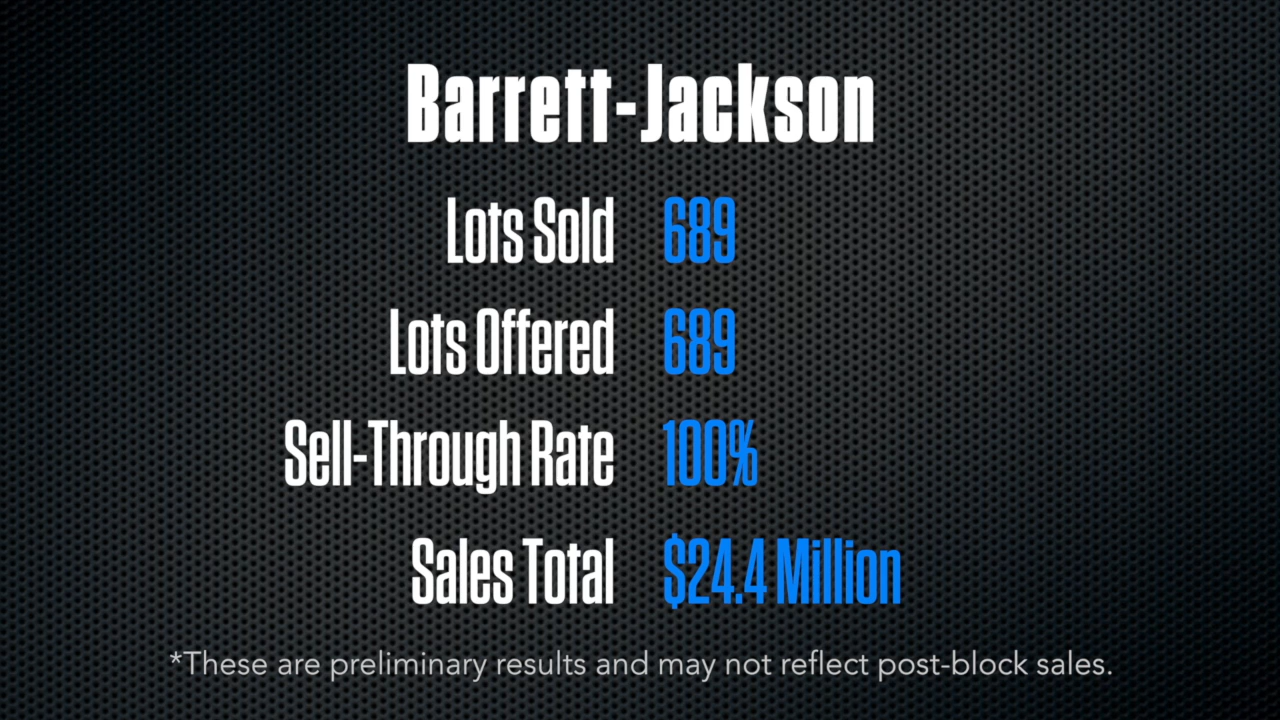 Barrett-Jackson
Lots Sold 689
Lots Offered 689
Sell-Through Rate 100%
Sales Total $24.4 Million
*These are preliminary results and may not reflect post-block sales.